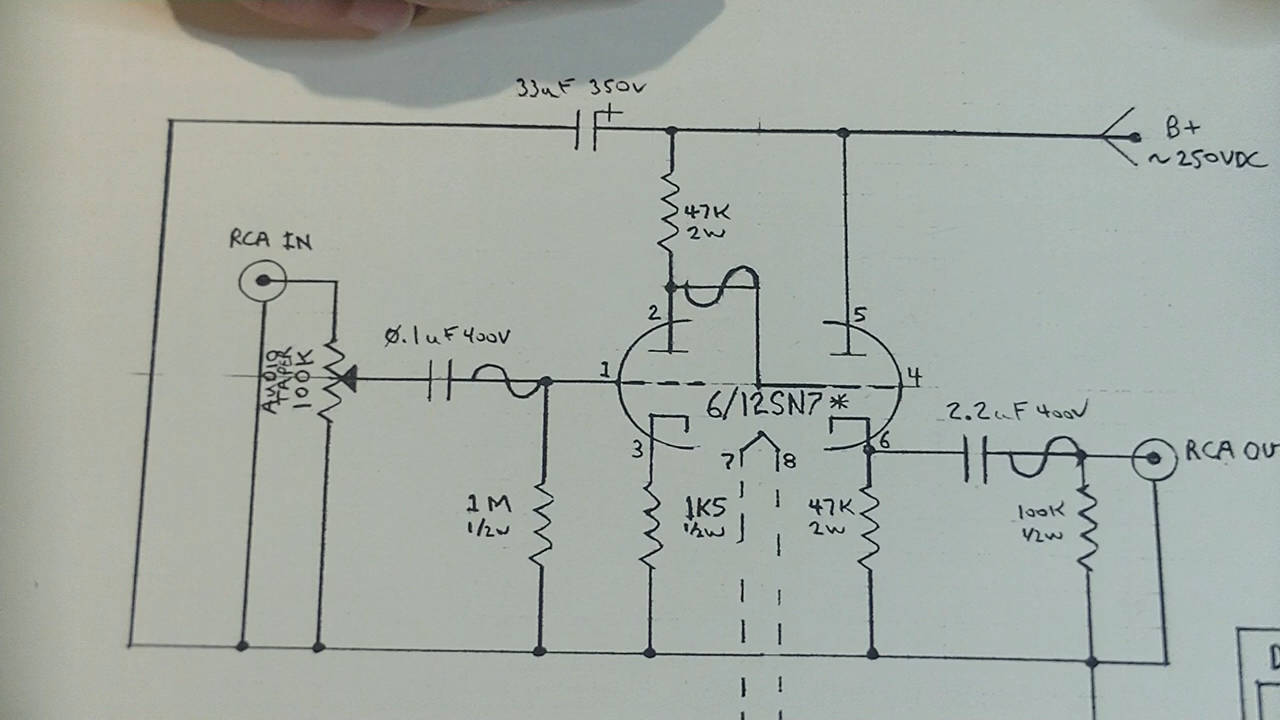 33uF 350V
+
B+
~250VDC
47K
2W
RCA IN
AUDIO
TAPER
100K
0.1uF 400V
2
5
1
4
6/12SN7*
3
6
7
8
2.2uF 400V
RCA OU
1M
1/2W
1K5
1/2W
47K
2W
100K
1/2W
D